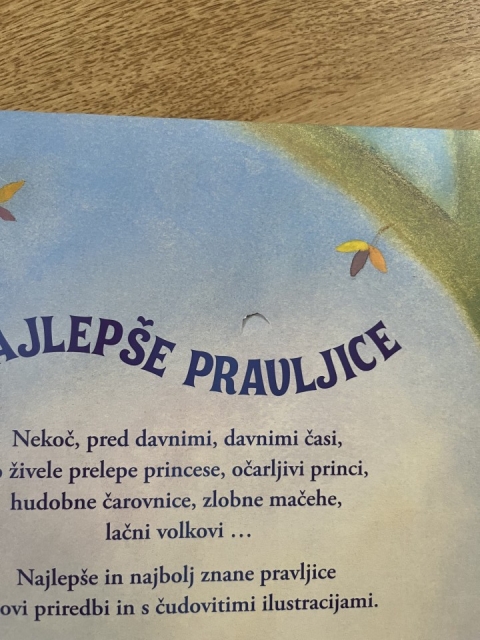 AJLEPŠE PRAVLJICE
Nekoč, pred davnimi, davnimi časi,
o živele prelepe princese, očarljivi princi,
hudobne čarovnice, zlobne mačehe,
lačni volkovi ...
Najlepše in najbolj znane pravljice
ovi priredbi in s čudovitimi ilustracijami.